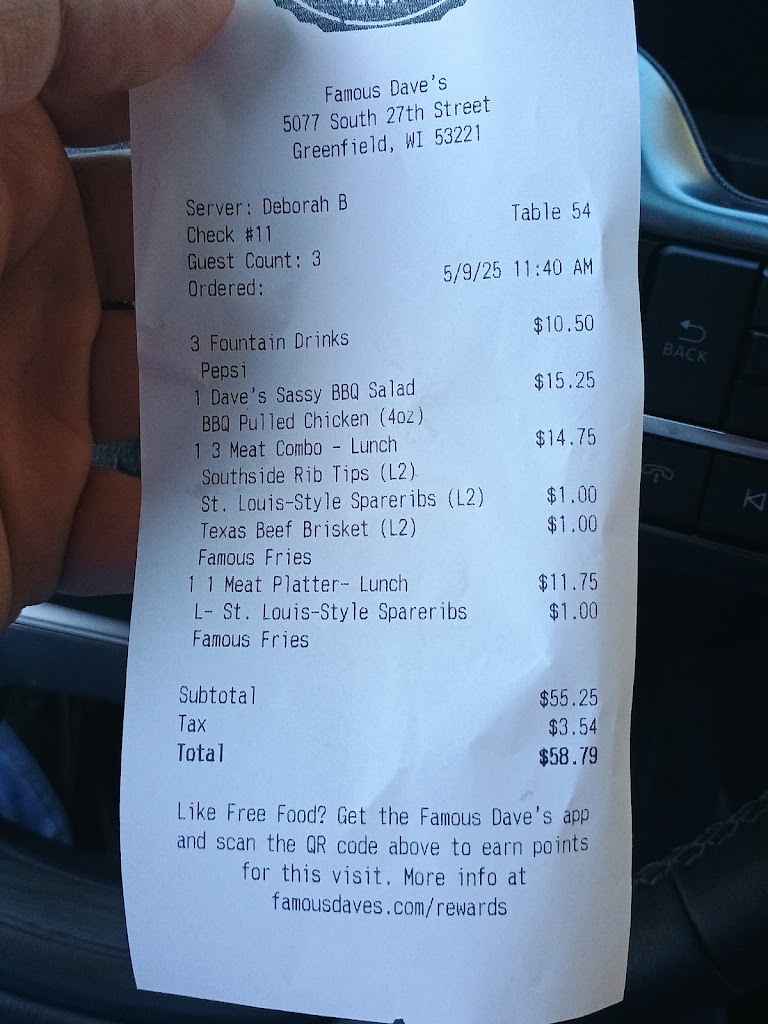 Famous Dave's
5077 South 27th Street
Greenfield, WI 53221
Server: Deborah B
Table 54
Check #11
Guest Count: 3
5/9/25 11:40 AM
Ordered:
3 Fountain Drinks $10.50
Pepsi
1 Dave's Sassy BBQ Salad $15.25
BBQ Pulled Chicken (4oz)
1 3 Meat Combo - Lunch $14.75
Southside Rib Tips (L2)
St. Louis-Style Spareribs (L2) $1.00
Texas Beef Brisket (L2) $1.00
Famous Fries
1 1 Meat Platter- Lunch $11.75
L- St. Louis-Style Spareribs $1.00
Famous Fries
Subtotal $55.25
Tax $3.54
Total $58.79
Like Free Food? Get the Famous Dave's app
and scan the QR code above to earn points
for this visit. More info at
famousdaves.com/rewards
BACK